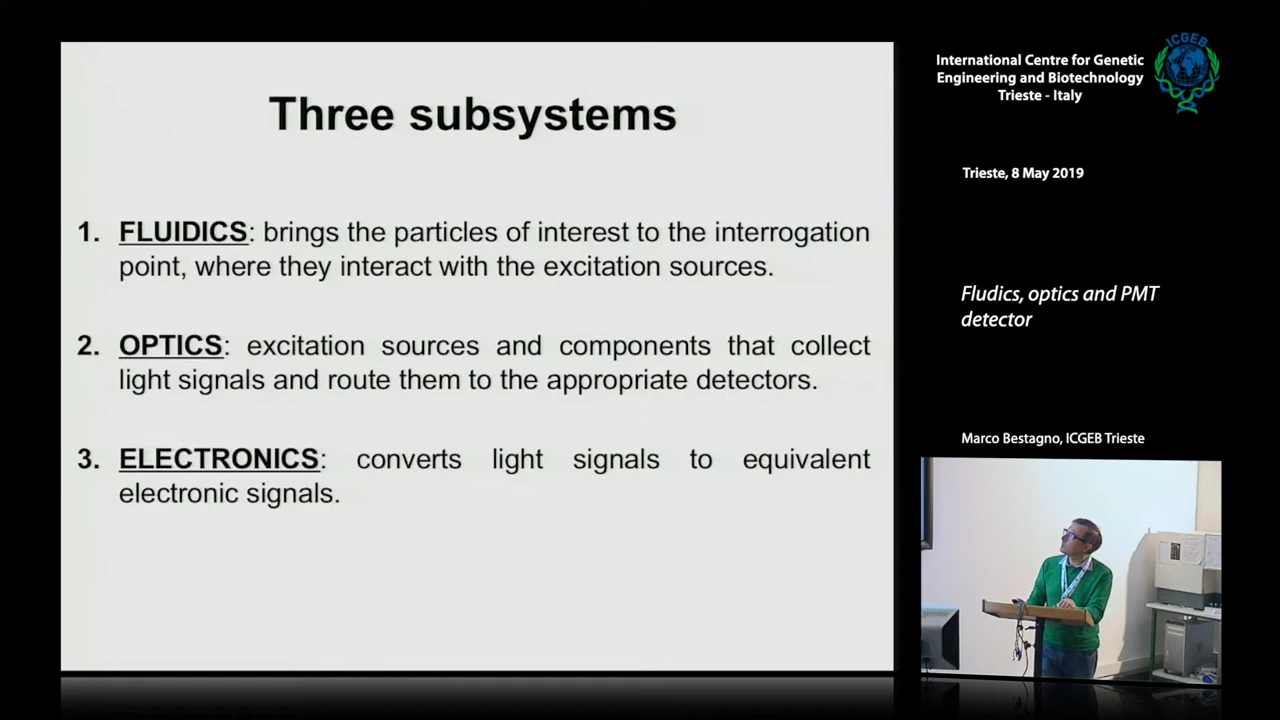 Three subsystems
1. FLUIDICS: brings the particles of interest to the interrogation
point, where they interact with the excitation sources.
2. OPTICS: excitation sources and components that collect
light signals and route them to the appropriate detectors.
3. ELECTRONICS: converts light signals to equivalent
electronic signals.
International Centre for Genetic
Engineering and Biotechnology
Trieste - Italy
ICGEB
Trieste, 8 May 2019
Fludics, optics and PMT
detector
Marco Bestagno, ICGEB Trieste